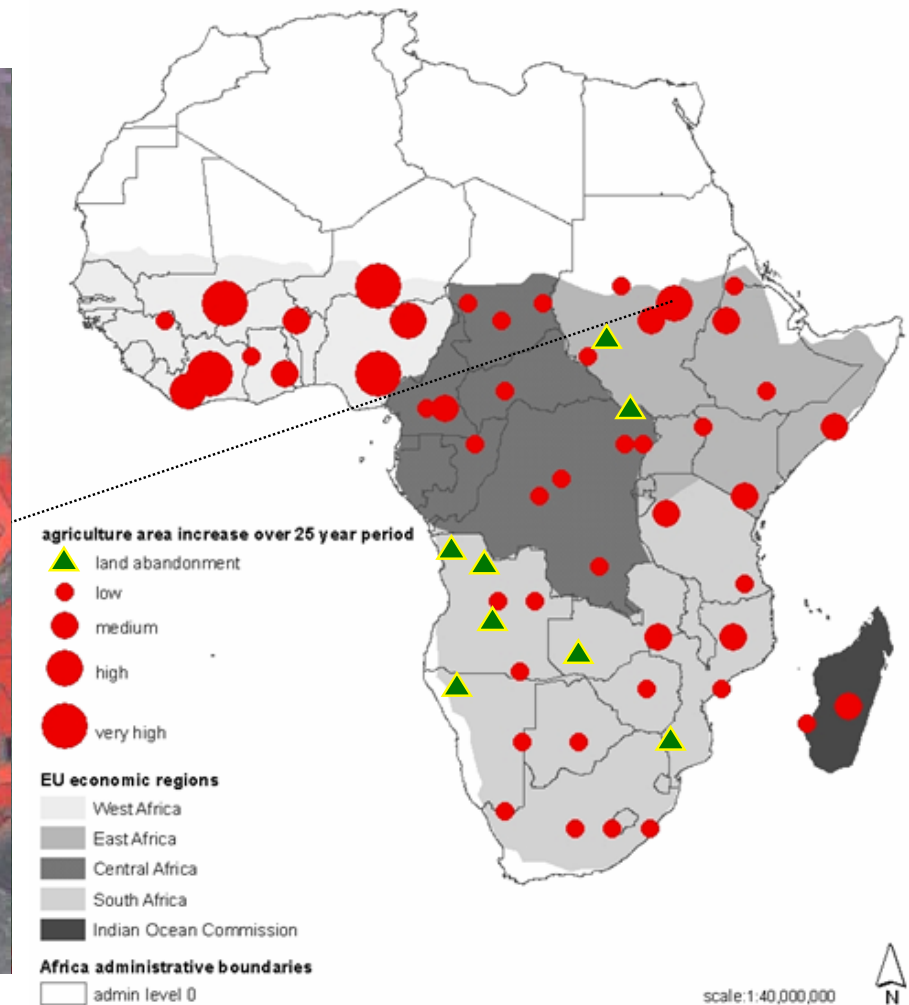 agriculture area increase over 25 year period
land abandonment
low
medium
high
very high
EU economic regions
West Africa
East Africa
Central Africa
South Africa
Indian Ocean Commission
Africa administrative boundaries
admin level 0
scale:1:40,000,000
N